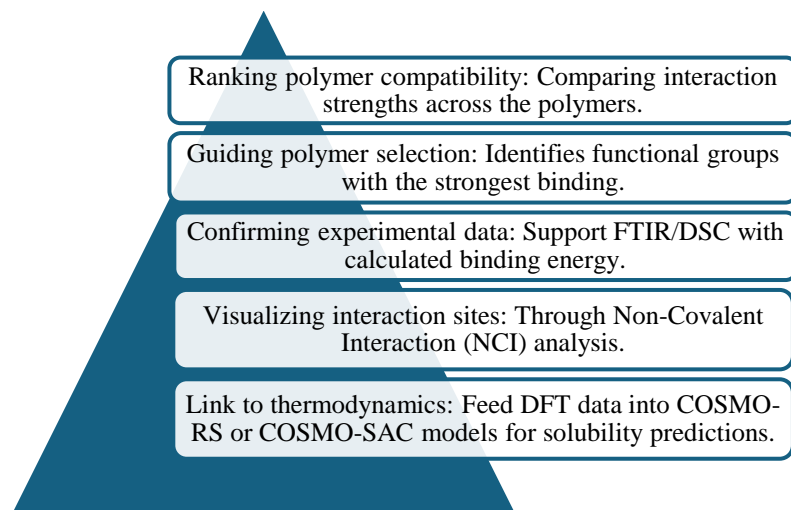 Ranking polymer compatibility: Comparing interaction
strengths across the polymers.
Guiding polymer selection: Identifies functional groups
with the strongest binding.
Confirming experimental data: Support FTIR/DSC with
calculated binding energy.
Visualizing interaction sites: Through Non-Covalent
Interaction (NCI) analysis.
Link to thermodynamics: Feed DFT data into COSMO-
RS or COSMO-SAC models for solubility predictions.